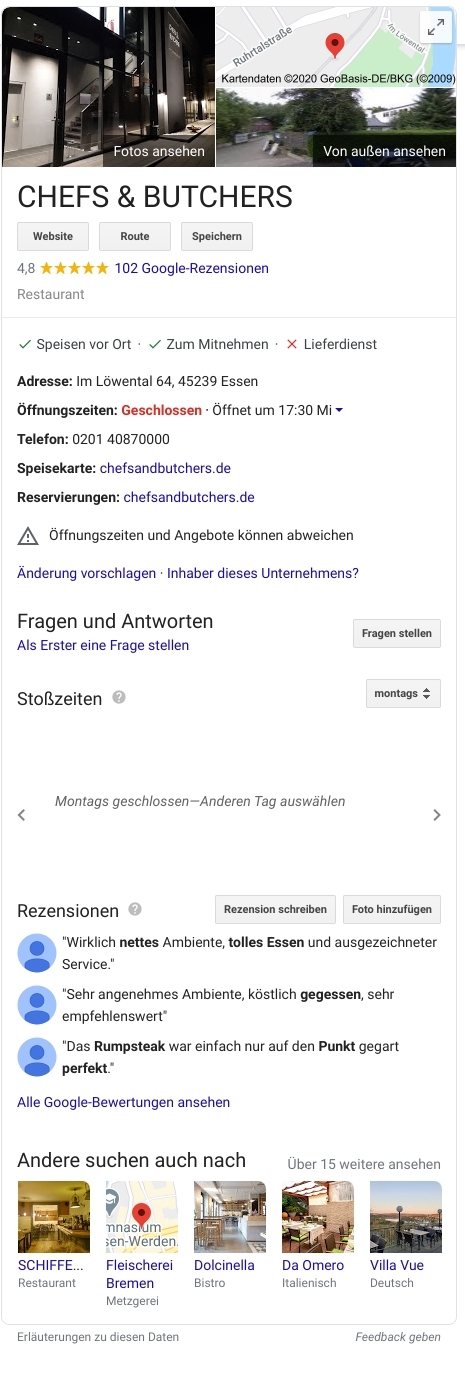 Ruhrtalstraße
Im Löwental
Kartendaten ©2020 GeoBasis-DE/BKG (©2009)
Fotos ansehen
Von außen ansehen
CHEFS & BUTCHERS
Website Route Speichern
4,8 ★★★★★ 102 Google-Rezensionen
Restaurant
✓ Speisen vor Ort · ✓ Zum Mitnehmen · ✕ Lieferdienst
Adresse: Im Löwental 64, 45239 Essen
Öffnungszeiten: Geschlossen · Öffnet um 17:30 Mi
Telefon: 0201 40870000
Speisekarte: chefsandbutchers.de
Reservierungen: chefsandbutchers.de
Öffnungszeiten und Angebote können abweichen
Änderung vorschlagen · Inhaber dieses Unternehmens?
Fragen und Antworten
Als Erster eine Frage stellen
Fragen stellen
Stoßzeiten ?
montags
Montags geschlossen—Anderen Tag auswählen
Rezensionen ?
Rezension schreiben Foto hinzufügen
"Wirklich nettes Ambiente, tolles Essen und ausgezeichneter
Service."
"Sehr angenehmes Ambiente, köstlich gegessen, sehr
empfehlenswert"
"Das Rumpsteak war einfach nur auf den Punkt gegart
perfekt."
Alle Google-Bewertungen ansehen
Andere suchen auch nach
Über 15 weitere ansehen
mnasium
sen-Werden
SCHIFFE...
Restaurant
Fleischerei
Bremen
Metzgerei
Dolcinella
Bistro
Da Omero
Italienisch
Villa Vue
Deutsch
Erläuterungen zu diesen Daten
Feedback geben